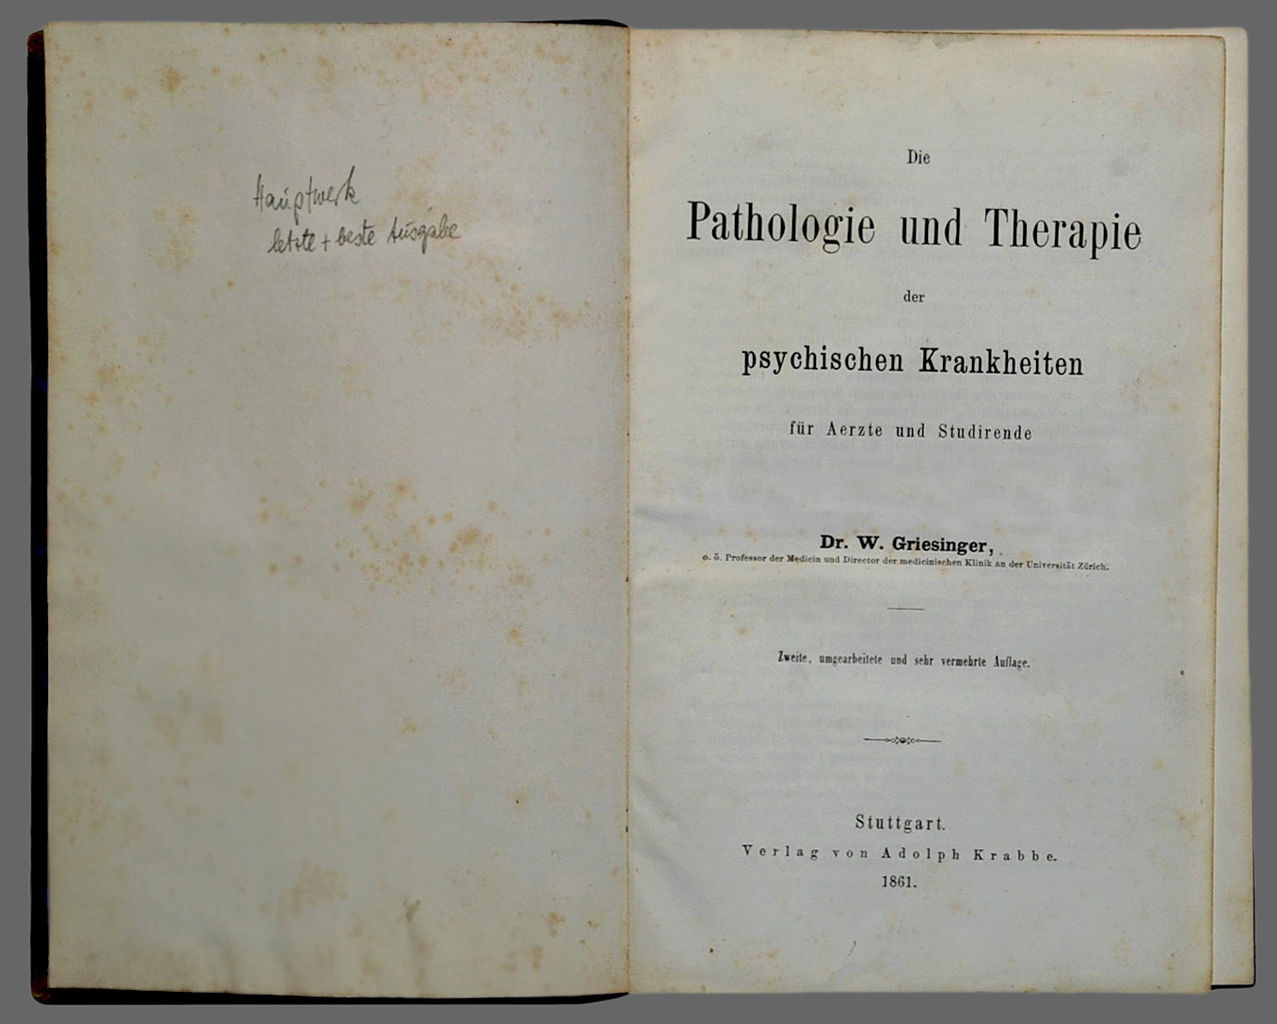 Hauptwerk
letzte + beste Ausgabe
Die
Pathologie und Therapie
der
psychischen Krankheiten
für Aerzte und Studirende
Dr. W. Griesinger,
o. ö. Professor der Medicin und Director der medicinischen Klinik an der Universität Zürich.
Zweite, umgearbeitete und sehr vermehrte Auflage.
Stuttgart.
Verlag von Adolph Krabbe.
1861.